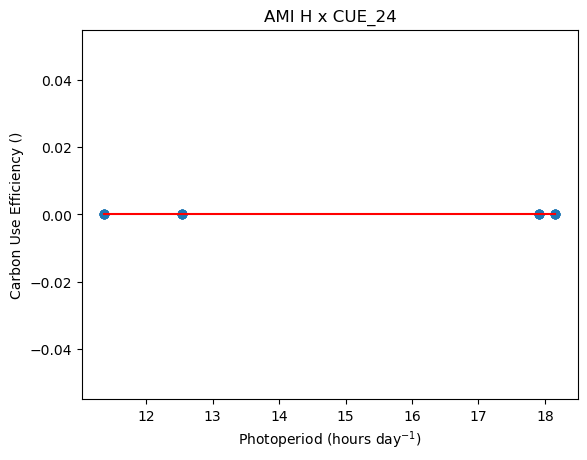 AMI H x CUE_24
Carbon Use Efficiency ()
0.04
0.02
0.00
−0.02
−0.04
12 13 14 15 16 17 18
Photoperiod (hours day⁻¹)